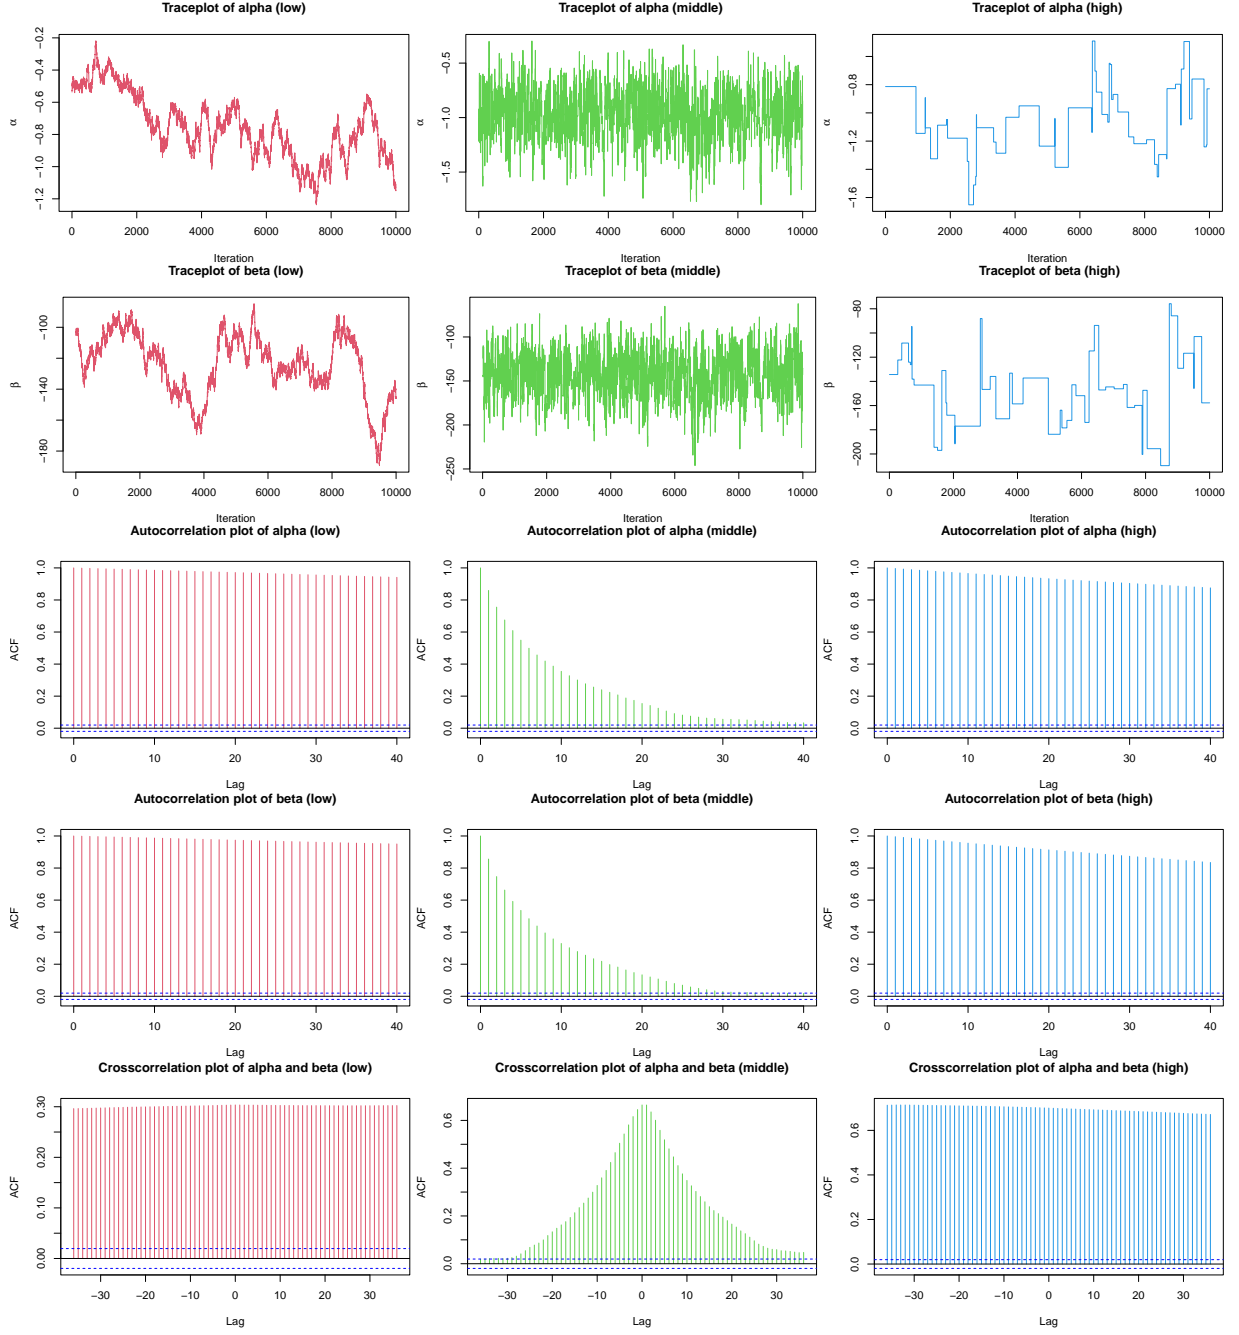 Traceplot of alpha (low)
Traceplot of alpha (middle)
Traceplot of alpha (high)
α
−0.2
−0.4
−0.6
−0.8
−1.0
−1.2
0 2000 4000 6000 8000 10000
Iteration
α
−0.5
−1.0
−1.5
0 2000 4000 6000 8000 10000
Iteration
α
−0.8
−1.2
−1.6
0 2000 4000 6000 8000 10000
Iteration
Traceplot of beta (low)
Traceplot of beta (middle)
Traceplot of beta (high)
β
−100
−140
−180
0 2000 4000 6000 8000 10000
Iteration
β
−100
−150
−200
−250
0 2000 4000 6000 8000 10000
Iteration
β
−80
−120
−160
−200
0 2000 4000 6000 8000 10000
Autocorrelation plot of alpha (low)
Autocorrelation plot of alpha (middle)
Autocorrelation plot of alpha (high)
ACF
1.0
0.8
0.6
0.4
0.2
0.0
0 10 20 30 40
Lag
ACF
1.0
0.8
0.6
0.4
0.2
0.0
0 10 20 30 40
Lag
ACF
1.0
0.8
0.6
0.4
0.2
0.0
0 10 20 30 40
Lag
Autocorrelation plot of beta (low)
Autocorrelation plot of beta (middle)
Autocorrelation plot of beta (high)
ACF
1.0
0.8
0.6
0.4
0.2
0.0
0 10 20 30 40
Lag
ACF
1.0
0.8
0.6
0.4
0.2
0.0
0 10 20 30 40
Lag
ACF
1.0
0.8
0.6
0.4
0.2
0.0
0 10 20 30 40
Lag
Crosscorrelation plot of alpha and beta (low)
Crosscorrelation plot of alpha and beta (middle)
Crosscorrelation plot of alpha and beta (high)
ACF
0.30
0.20
0.10
0.00
−30 −20 −10 0 10 20 30
Lag
ACF
0.6
0.4
0.2
0.0
−30 −20 −10 0 10 20 30
Lag
ACF
0.6
0.4
0.2
0.0
−30 −20 −10 0 10 20 30
Lag